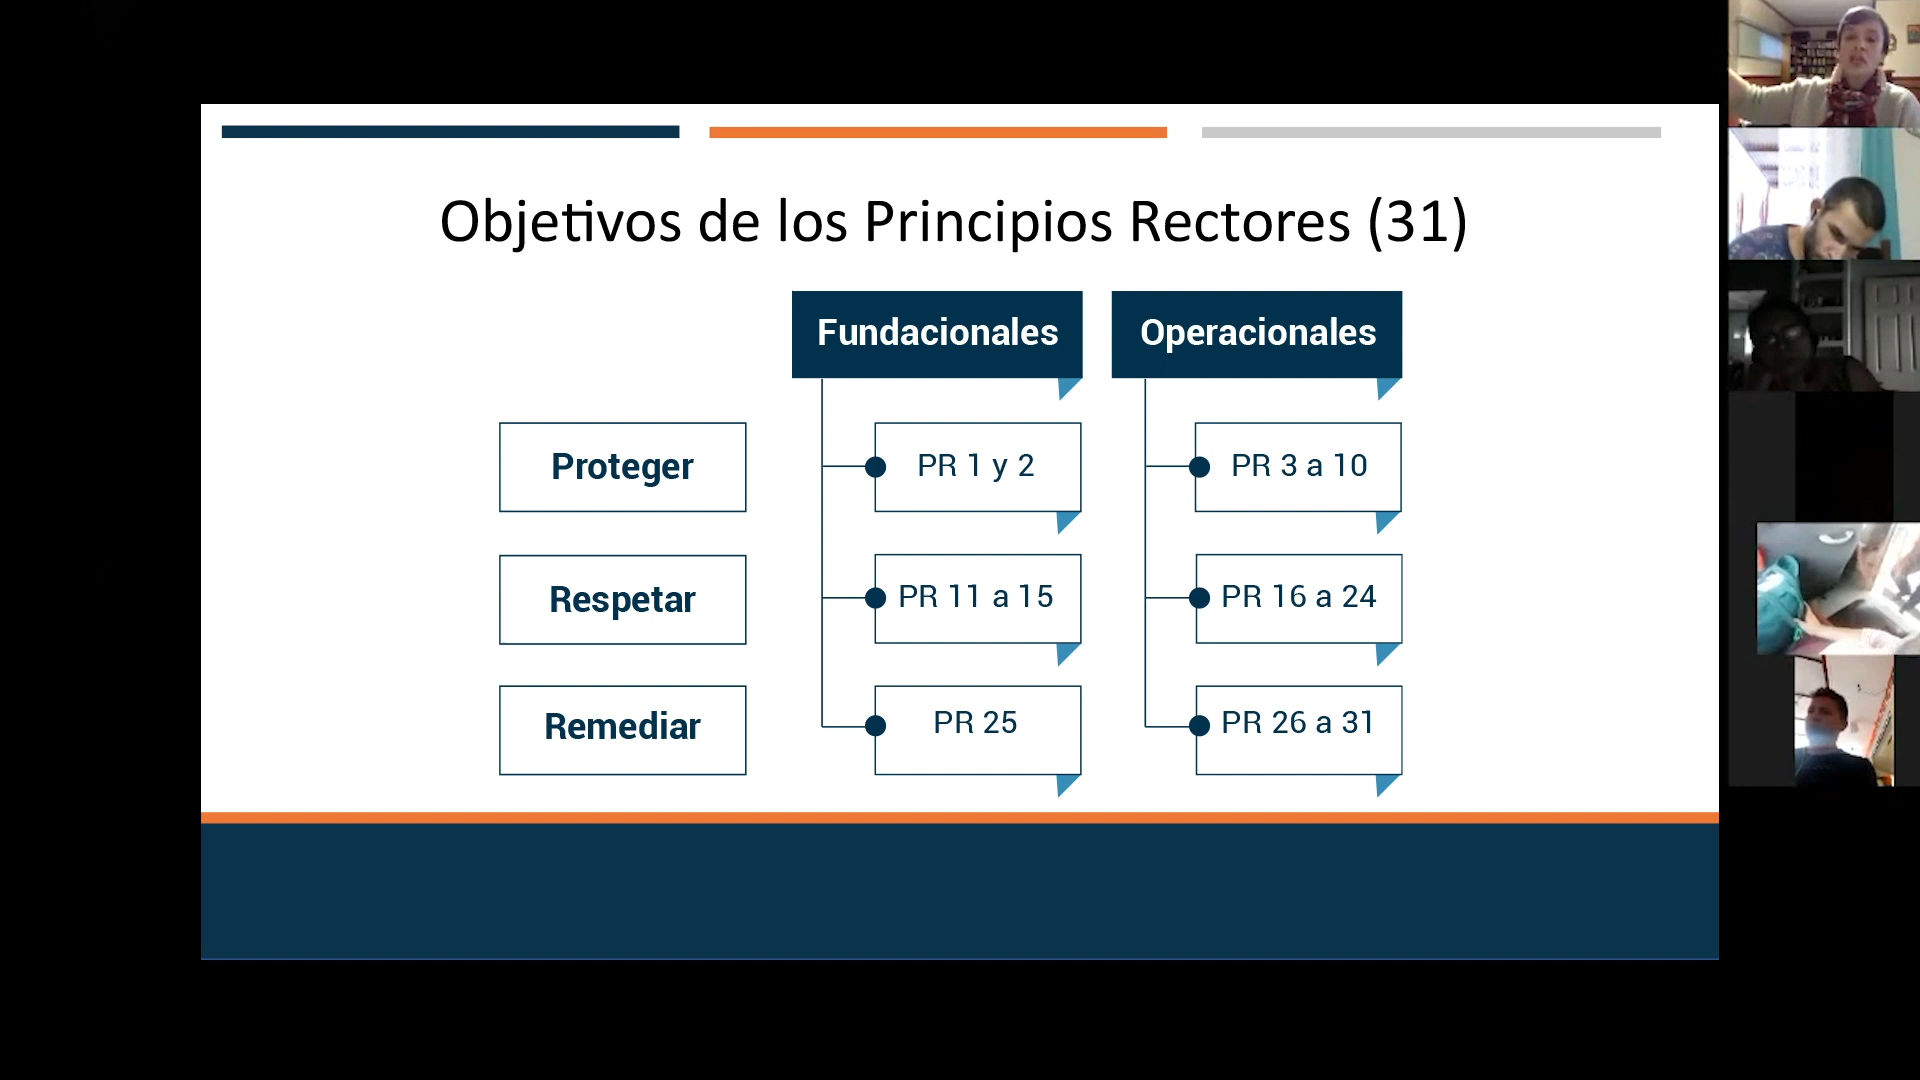 Objetivos de los Principios Rectores (31)
Fundacionales
Operacionales
Proteger
PR 1 y 2
PR 3 a 10
Respetar
PR 11 a 15
PR 16 a 24
Remediar
PR 25
PR 26 a 31